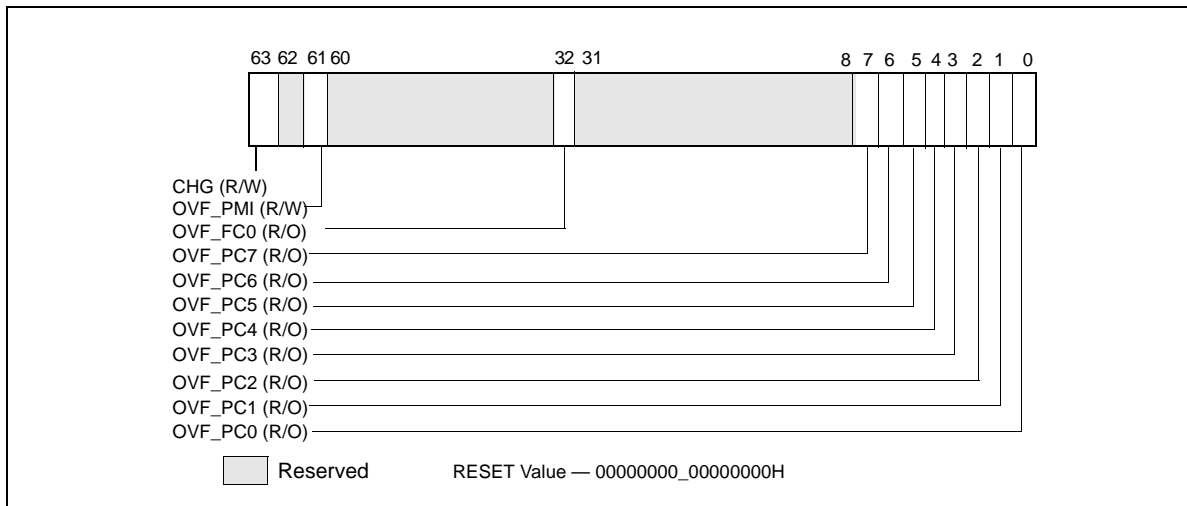 63 62 61 60 32 31 8 7 6 5 4 3 2 1 0
CHG (R/W)
OVF_PMI (R/W)
OVF_FC0 (R/O)
OVF_PC7 (R/O)
OVF_PC6 (R/O)
OVF_PC5 (R/O)
OVF_PC4 (R/O)
OVF_PC3 (R/O)
OVF_PC2 (R/O)
OVF_PC1 (R/O)
OVF_PC0 (R/O)
Reserved RESET Value — 00000000_00000000H